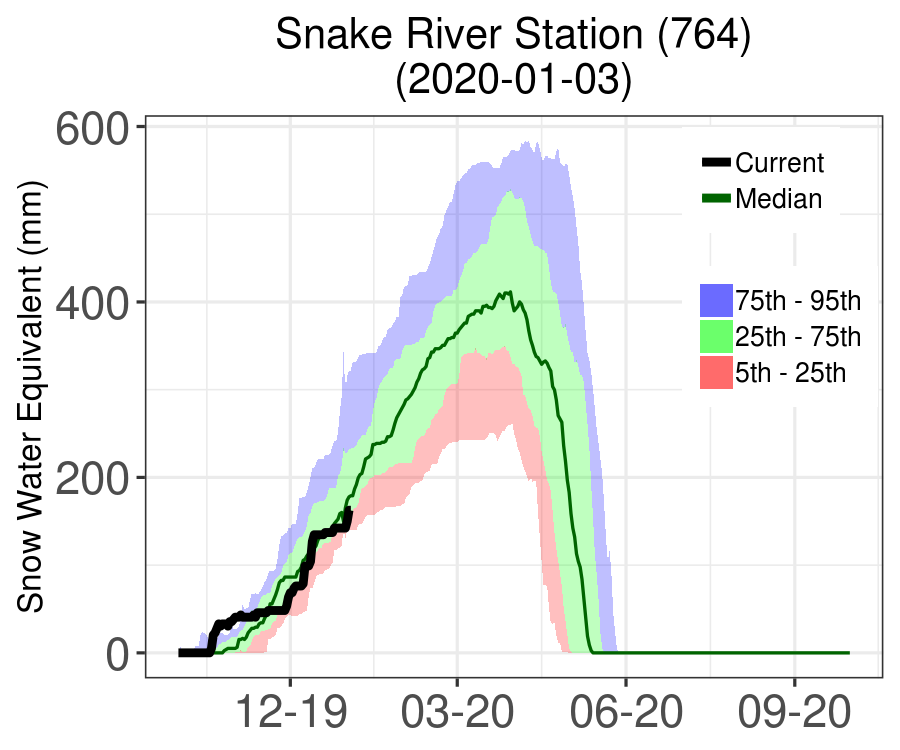 Snake River Station (764)
(2020-01-03)
Snow Water Equivalent (mm)
600
400
200
0
12-19
03-20
06-20
09-20
Current
Median
75th - 95th
25th - 75th
5th - 25th